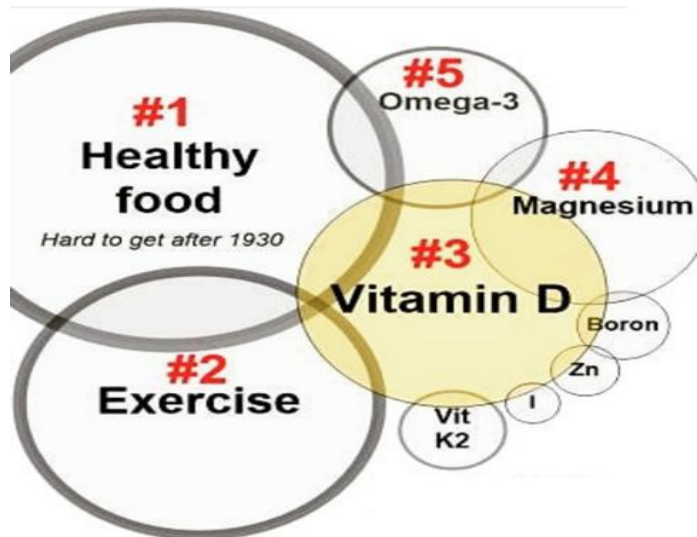 #1
Healthy
food
Hard to get after 1930
#5
Omega-3
#4
Magnesium
#3
Vitamin D
#2
Exercise
Boron
Zn
I
Vit
K2